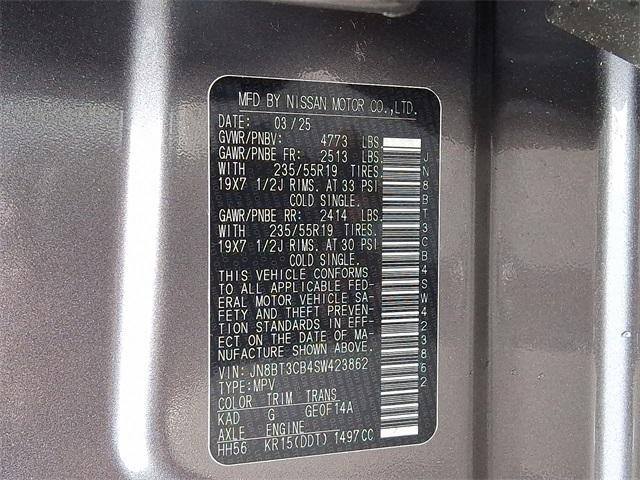 MFD BY NISSAN MOTOR CO.,LTD.
DATE: 03/25
GVWR/PNBV: 4773 LBS.
GAWR/PNBE FR: 2513 LBS.
WITH 235/55R19 TIRES.
19X7 1/2J RIMS. AT 33 PSI
COLD SINGLE.
GAWR/PNBE RR: 2414 LBS.
WITH 235/55R19 TIRES.
19X7 1/2J RIMS. AT 30 PSI
COLD SINGLE.
THIS VEHICLE CONFORMS
TO ALL APPLICABLE FED-
ERAL MOTOR VEHICLE SA-
FETY AND THEFT PREVEN-
TION STANDARDS IN EFF-
ECT ON THE DATE OF MA-
NUFACTURE SHOWN ABOVE.
VIN: JN8BT3CB4SW423862
TYPE:MPV
COLOR TRIM TRANS
KAD G GE0F14A
AXLE ENGINE
HH56 KR15(DDT) 1497CC
JN8BT3CB4SW423862